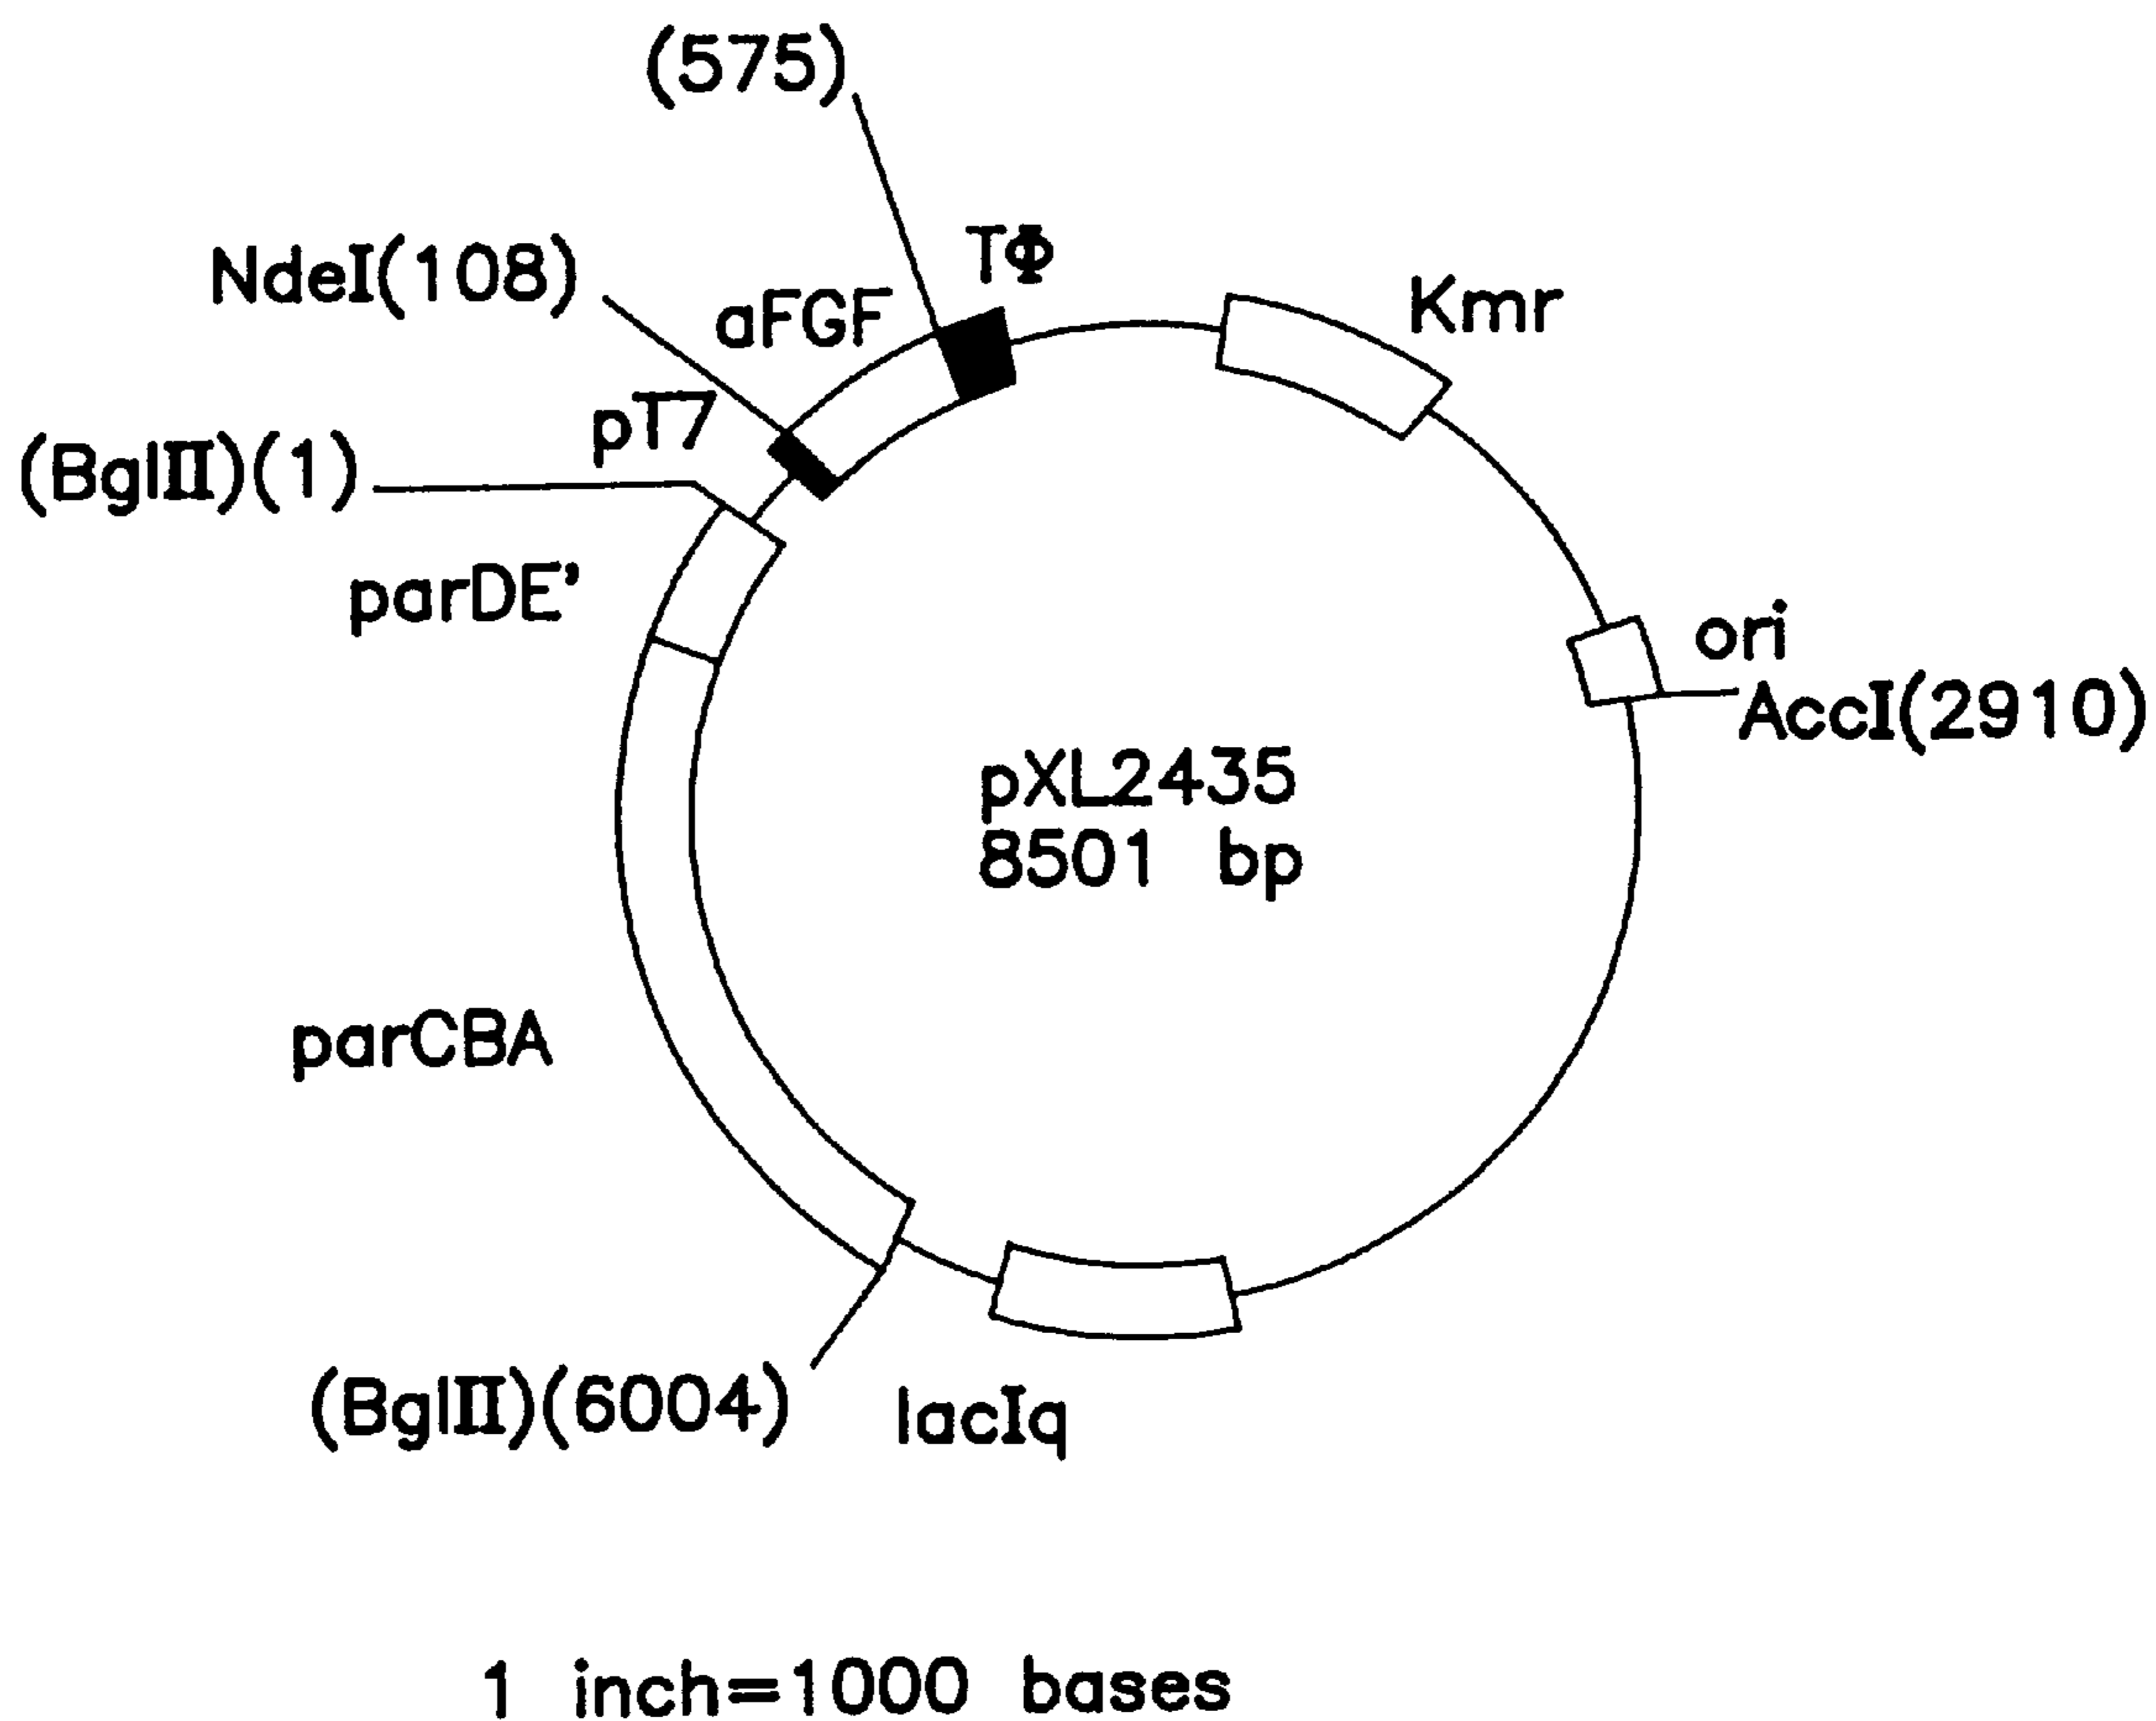 (575)
TΦ
NdeI(108)
aFGF
Kmr
pT7
(BglII)(1)
parDE'
ori
AccI(2910)
pXL2435
8501 bp
parCBA
(BglII)(6004)
lacIq
1 inch=1000 bases